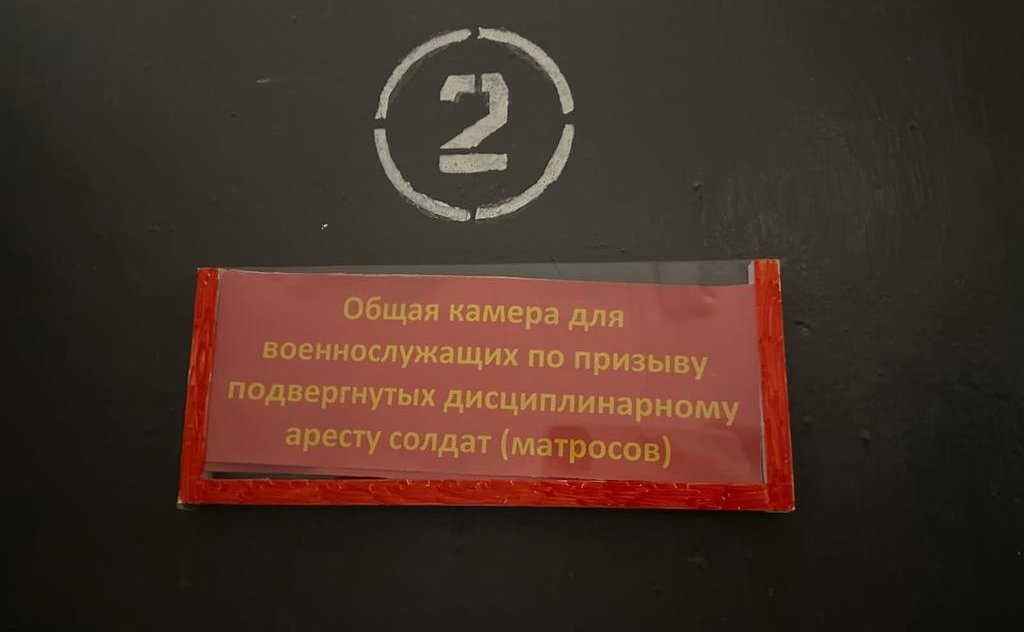 2
Общая камера для
военнослужащих по призыву
подвергнутых дисциплинарному
аресту солдат (матросов)